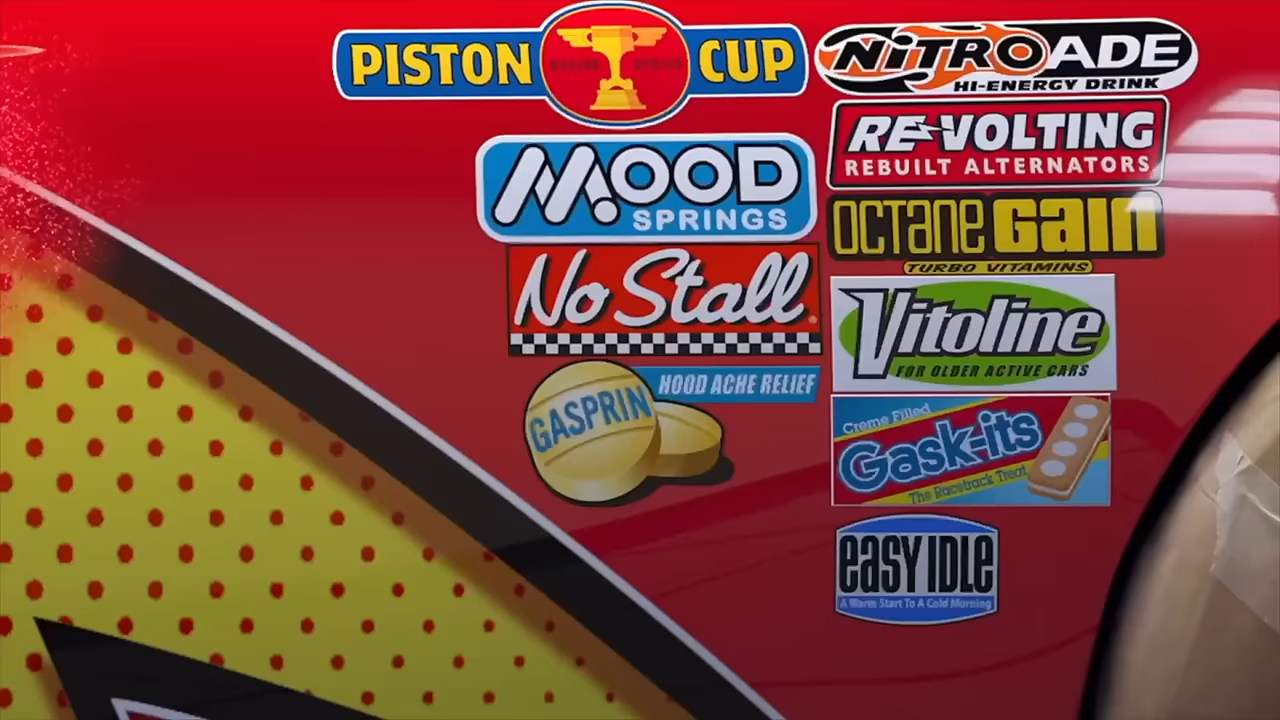 PISTON CUP
RACING SERIES
NiTROADE
HI-ENERGY DRINK
MOOD
SPRINGS
RE-VOLTING
REBUILT ALTERNATORS
OCTANE GAIN
TURBO VITAMINS
No Stall
Vitoline
FOR OLDER ACTIVE CARS
GASPRIN
HOOD ACHE RELIEF
Creme Filled
Gask-its
The Racetrack Treat
easy IDLE
A Warm Start To A Cold Morning